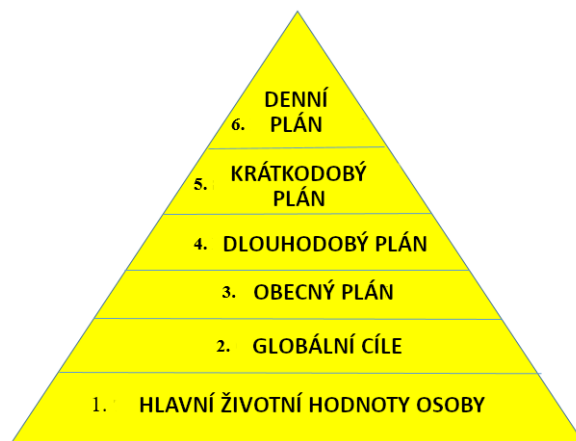 DENNÍ
6. PLÁN
5. KRÁTKODOBÝ
PLÁN
4. DLOUHODOBÝ PLÁN
3. OBECNÝ PLÁN
2. GLOBÁLNÍ CÍLE
1. HLAVNÍ ŽIVOTNÍ HODNOTY OSOBY